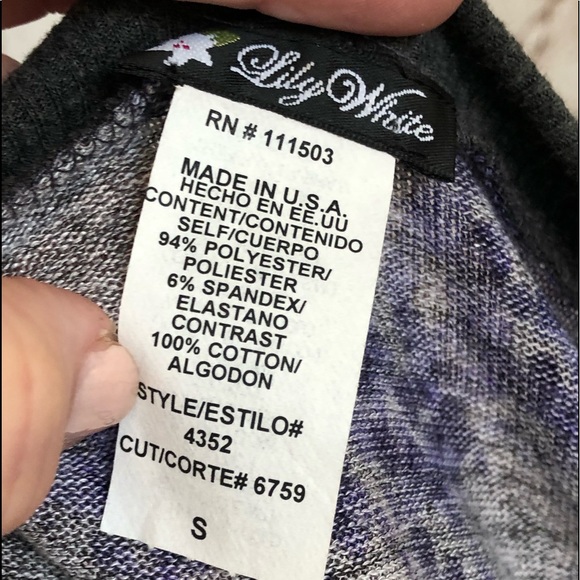 Lily White
RN # 111503
MADE IN U.S.A.
HECHO EN EE.UU
CONTENT/CONTENIDO
SELF/CUERPO
94% POLYESTER/
POLIESTER
6% SPANDEX/
ELASTANO
CONTRAST
100% COTTON/
ALGODON
STYLE/ESTILO#
4352
CUT/CORTE# 6759
S